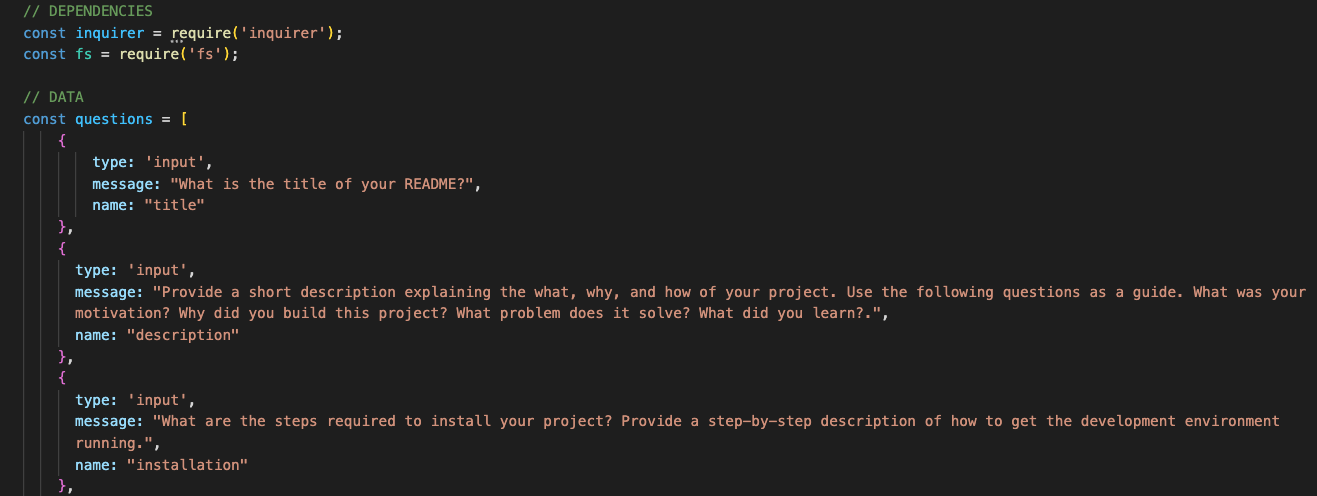 // DEPENDENCIES
const inquirer = require('inquirer');
const fs = require('fs');
// DATA
const questions = [
{
type: 'input',
message: "What is the title of your README?",
name: "title"
},
{
type: 'input',
message: "Provide a short description explaining the what, why, and how of your project. Use the following questions as a guide. What was your
motivation? Why did you build this project? What problem does it solve? What did you learn?.",
name: "description"
},
{
type: 'input',
message: "What are the steps required to install your project? Provide a step-by-step description of how to get the development environment
running.",
name: "installation"
},